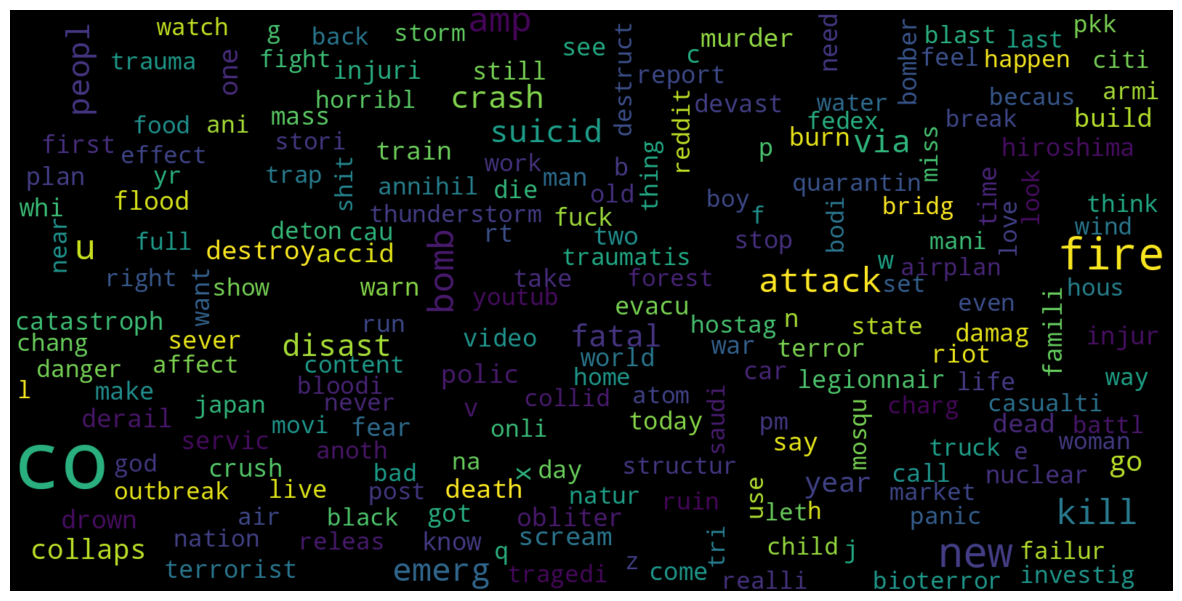 watch
g
back
storm
amp
see
c
murder
need
blast
last
pkk
peopl
trauma
one
fight
injuri
still
destruct
report
bomber
feel
happen
citi
horribl
crash
reddit
devast
water
becaus
armi
first
food
ani
mass
stori
suicid
fedex
break
build
effect
train
thing
p
burn
via
miss
hiroshima
plan
yr
trap
shit
annihil
work
die
man
b
old
boy
quarantin
bodi
bridg
time
look
whi
flood
thunderstorm
fuck
f
love
think
near
u
full
deton
cau
bomb
rt
two
stop
mani
wind
fire
destroy
accid
traumatis
w
airplan
right
want
show
warn
take
youtub
forest
attack
set
hous
catastroph
run
evacu
hostag
n
state
even
damag
famili
injur
chang
sever
disast
video
fatal
world
war
terror
riot
danger
affect
content
polic
home
car
legionnair
life
way
l
make
bloodi
never
v
collid
atom
saudi
charg
casualti
derail
japan
movi
fear
onli
today
pm
say
mosqu
dead
battl
co
servic
anoth
truck
e
woman
god
crush
bad
na
x
day
structur
call
nuclear
go
outbreak
live
post
death
natur
ruin
use
year
market
drown
air
black
got
obliter
leth
panic
kill
collaps
nation
releas
know
q
scream
z
tri
child
j
new
failur
terrorist
emerg
tragedi
come
realli
bioterror
investig